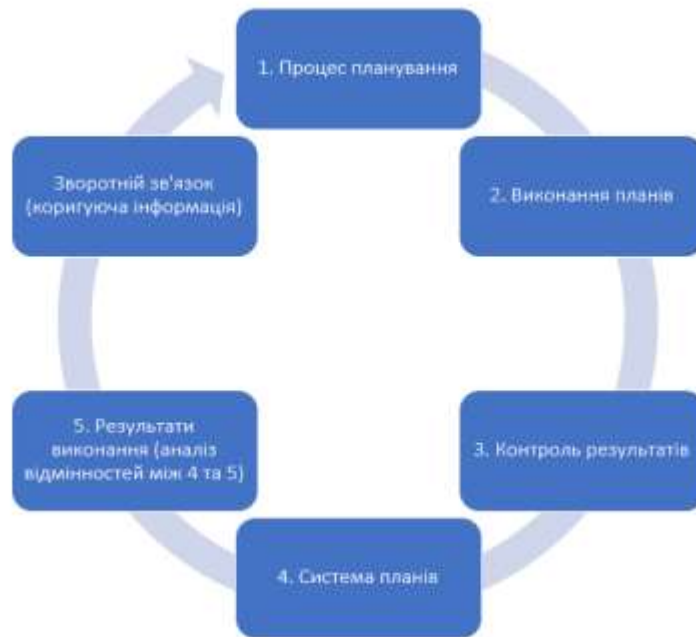 1. Процес планування
2. Виконання планів
3. Контроль результатів
4. Система планів
5. Результати
виконання (аналіз
відмінностей між 4 та 5)
Зворотній зв'язок
(коригуюча інформація)